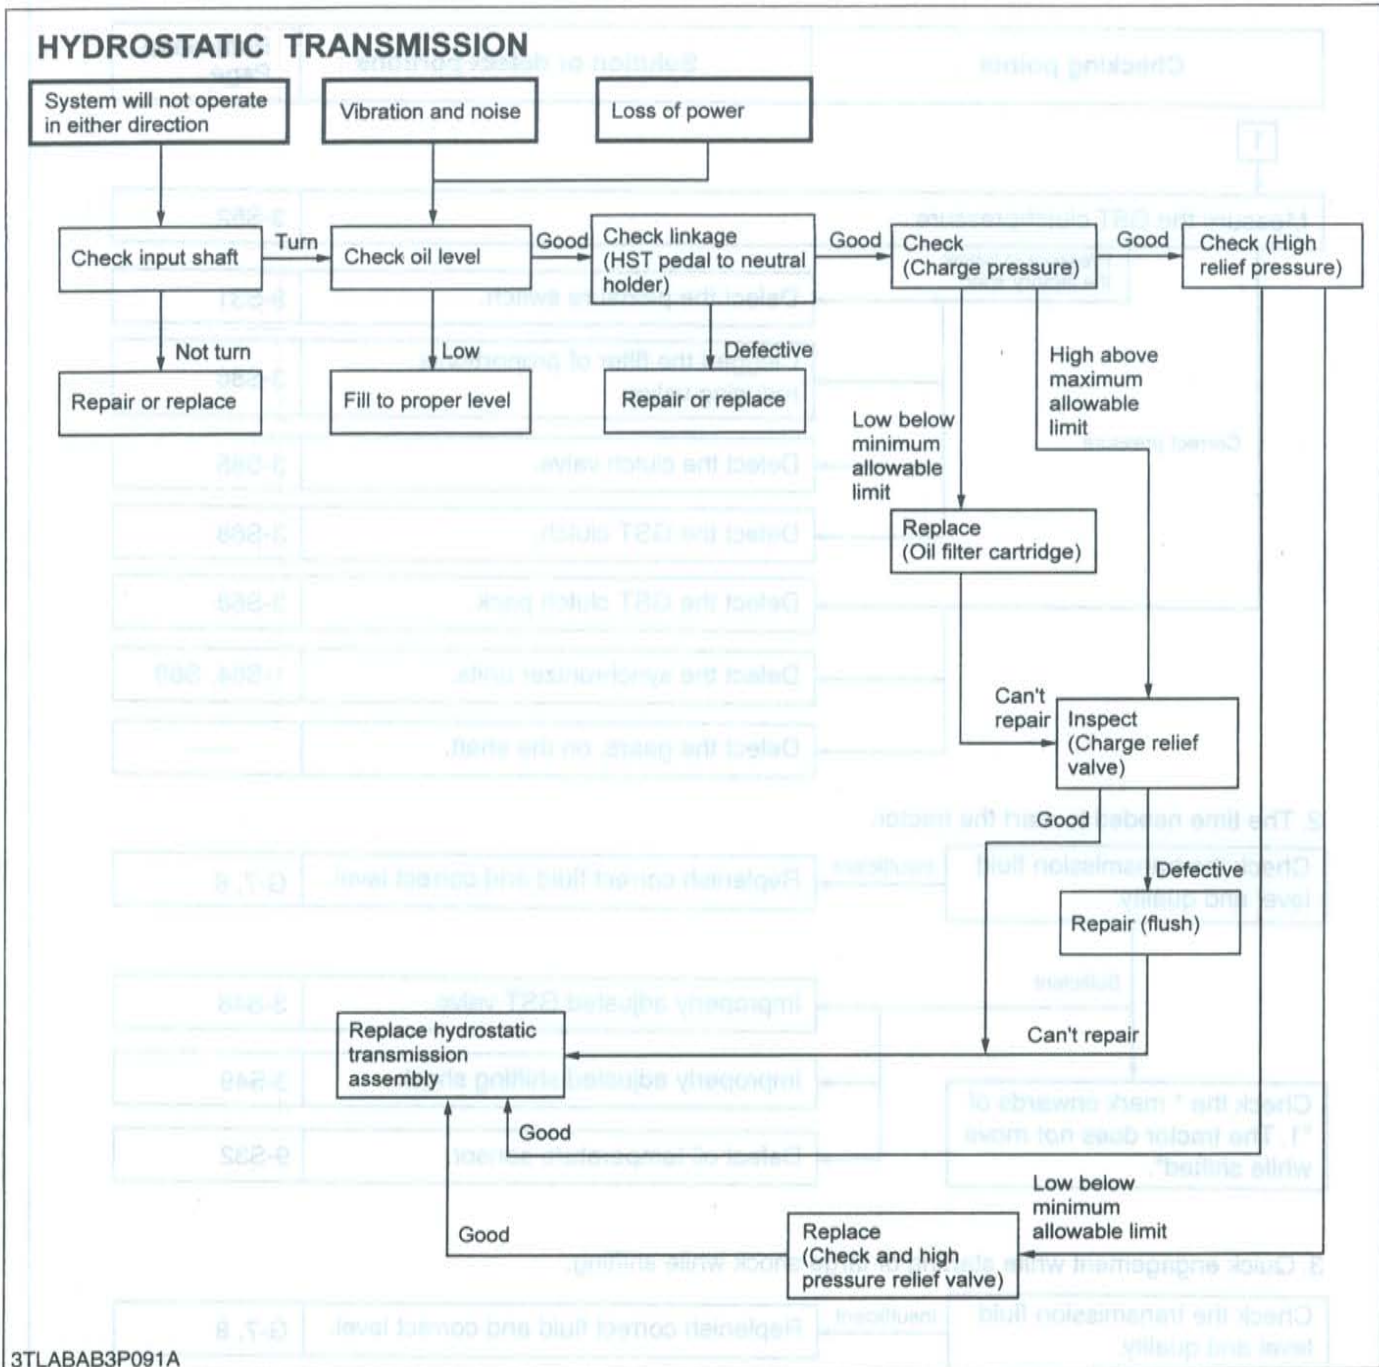 HYDROSTATIC TRANSMISSION
System will not operate
in either direction
Vibration and noise
Loss of power
Check input shaft
Turn
Check oil level
Good
Check linkage
(HST pedal to neutral
holder)
Good
Check
(Charge pressure)
Good
Check (High
relief pressure)
Not turn
Low
Defective
Repair or replace
Fill to proper level
Repair or replace
High above
maximum
allowable
limit
Low below
minimum
allowable
limit
Replace
(Oil filter cartridge)
Can't
repair
Inspect
(Charge relief
valve)
Good
Defective
Repair (flush)
Can't repair
Replace hydrostatic
transmission
assembly
Good
Low below
minimum
allowable limit
Good
Replace
(Check and high
pressure relief valve)
3TLABAB3P091A